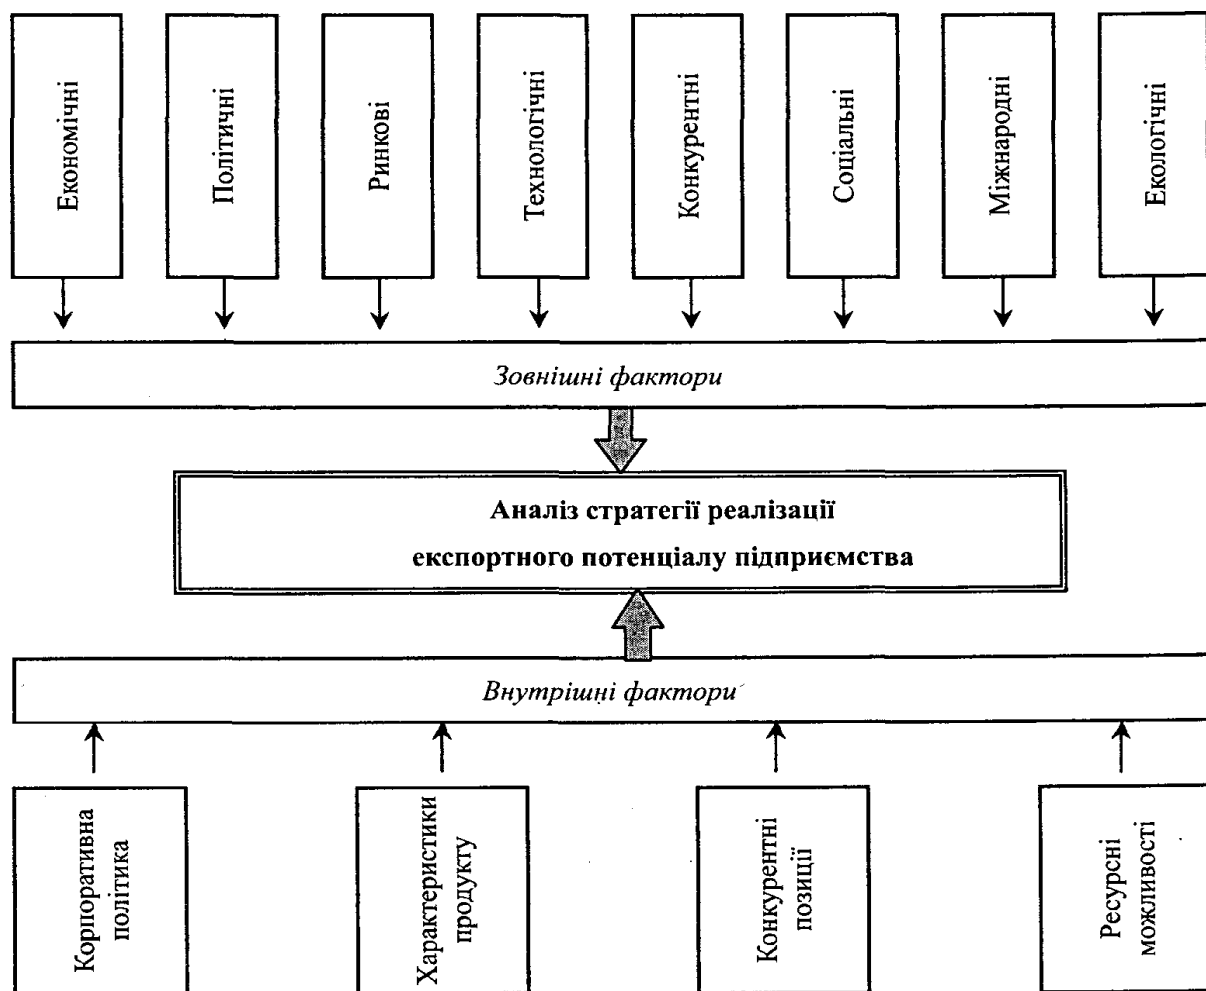 Економічні
Політичні
Ринкові
Технологічні
Конкурентні
Соціальні
Міжнародні
Екологічні
Зовнішні фактори
Аналіз стратегії реалізації
експортного потенціалу підприємства
Внутрішні фактори
Корпоративна
політика
Характеристики
продукту
Конкурентні
позиції
Ресурсні
можливості